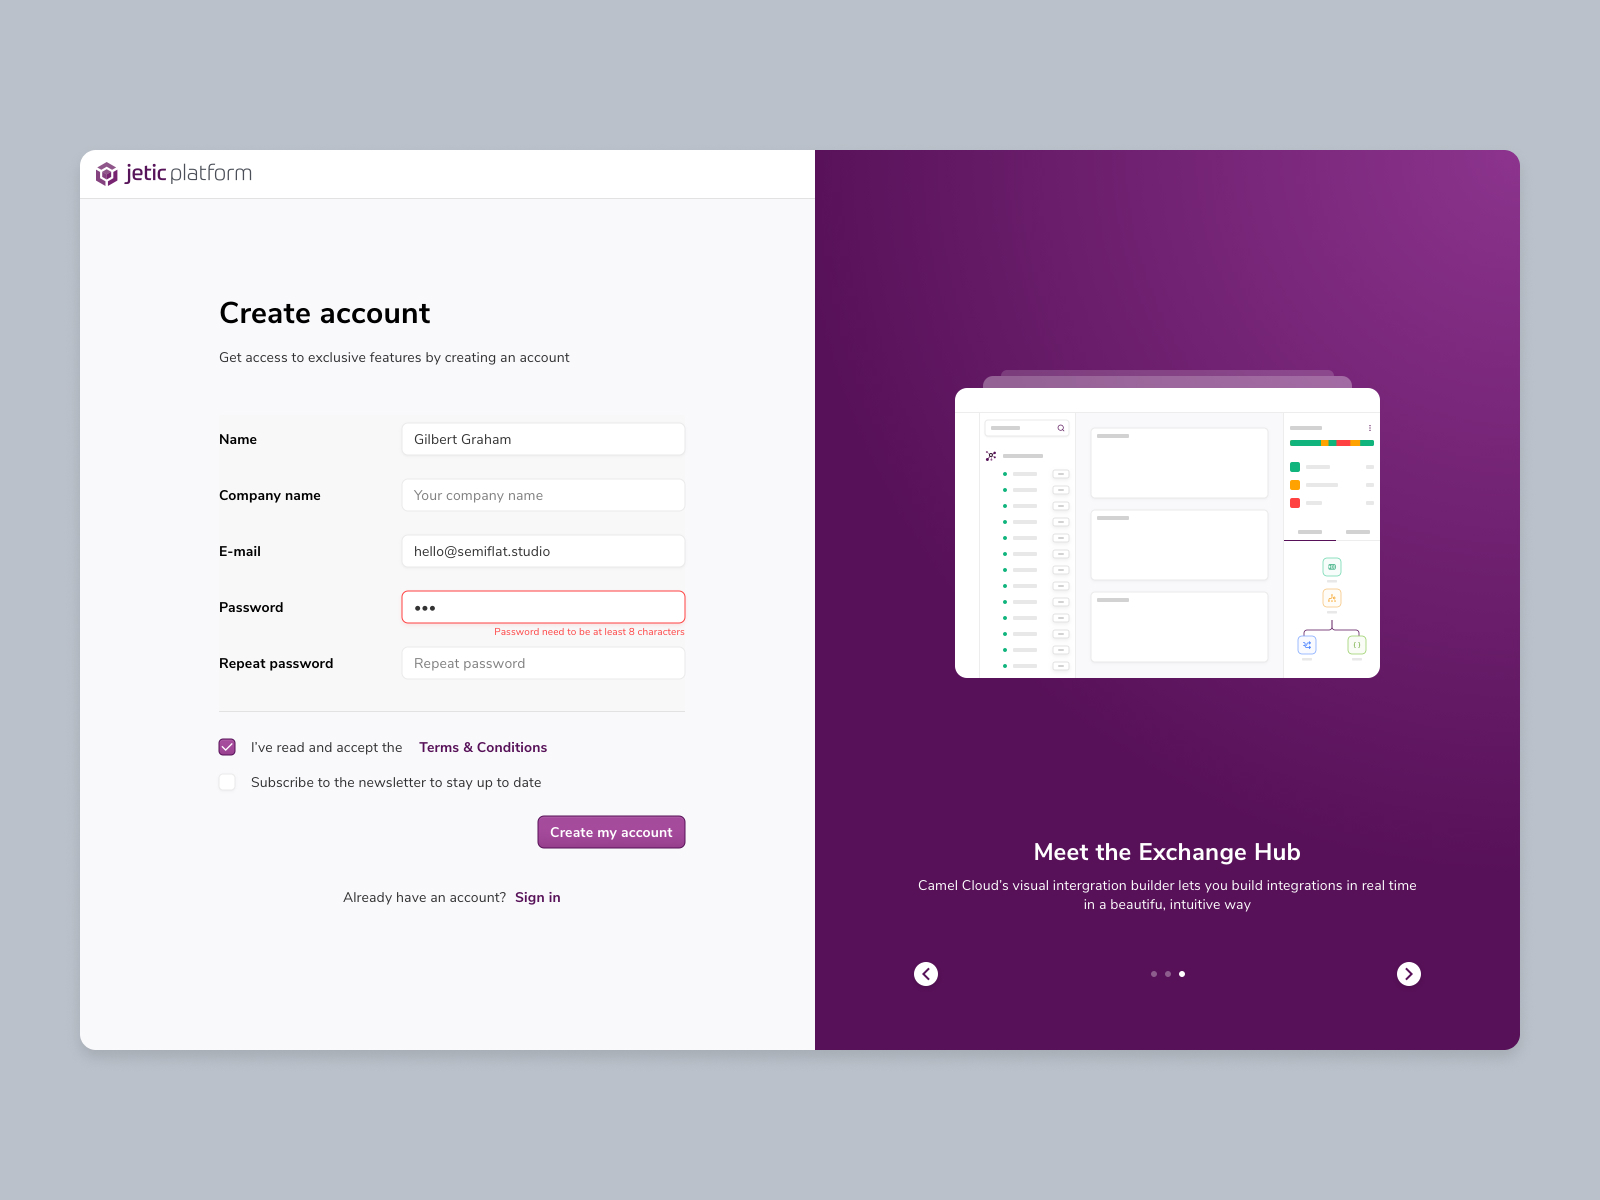 jetic platform
Create account
Get access to exclusive features by creating an account
Name
Gilbert Graham
Company name
Your company name
E-mail
hello@semiflat.studio
Password
●●●
Password need to be at least 8 characters
Repeat password
Repeat password
I've read and accept the Terms & Conditions
Subscribe to the newsletter to stay up to date
Create my account
Already have an account? Sign in
Meet the Exchange Hub
Camel Cloud's visual intergration builder lets you build integrations in real time
in a beautifu, intuitive way